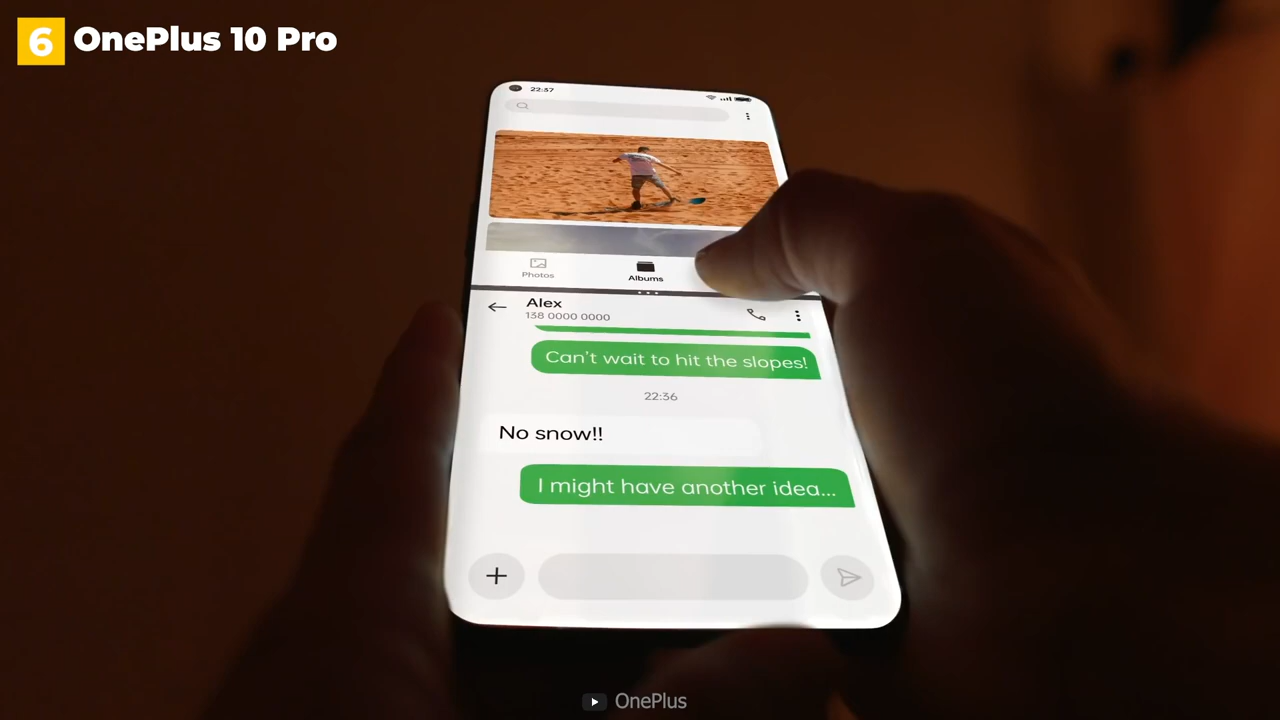 6 OnePlus 10 Pro
22:37
Photos
Albums
Alex
138 0000 0000
Can't wait to hit the slopes!
22:36
No snow!!
I might have another idea...
OnePlus